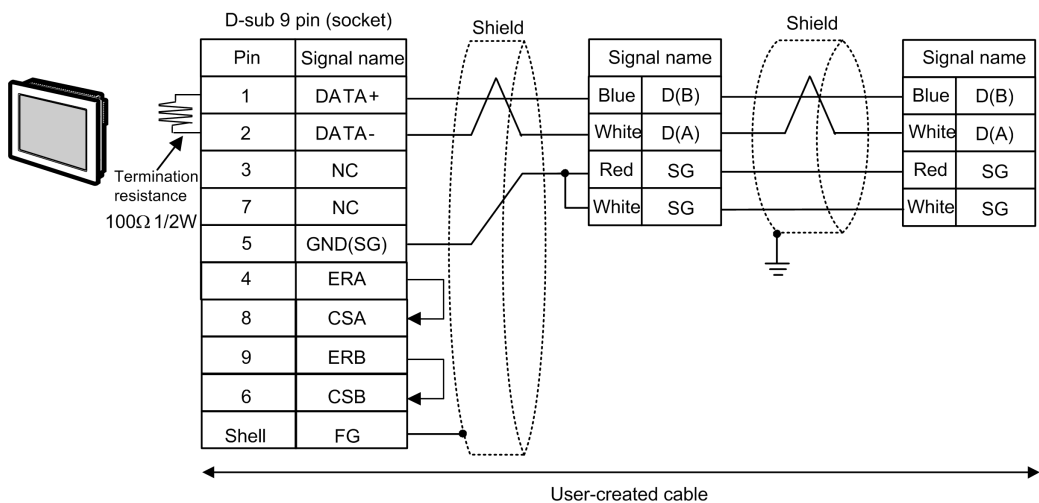 D-sub 9 pin (socket)
Shield
Shield
Pin Signal name
1 DATA+
2 DATA-
3 NC
7 NC
5 GND(SG)
4 ERA
8 CSA
9 ERB
6 CSB
Shell FG
Termination
resistance
100Ω 1/2W
Signal name
Blue D(B)
White D(A)
Red SG
White SG
Signal name
Blue D(B)
White D(A)
Red SG
White SG
User-created cable